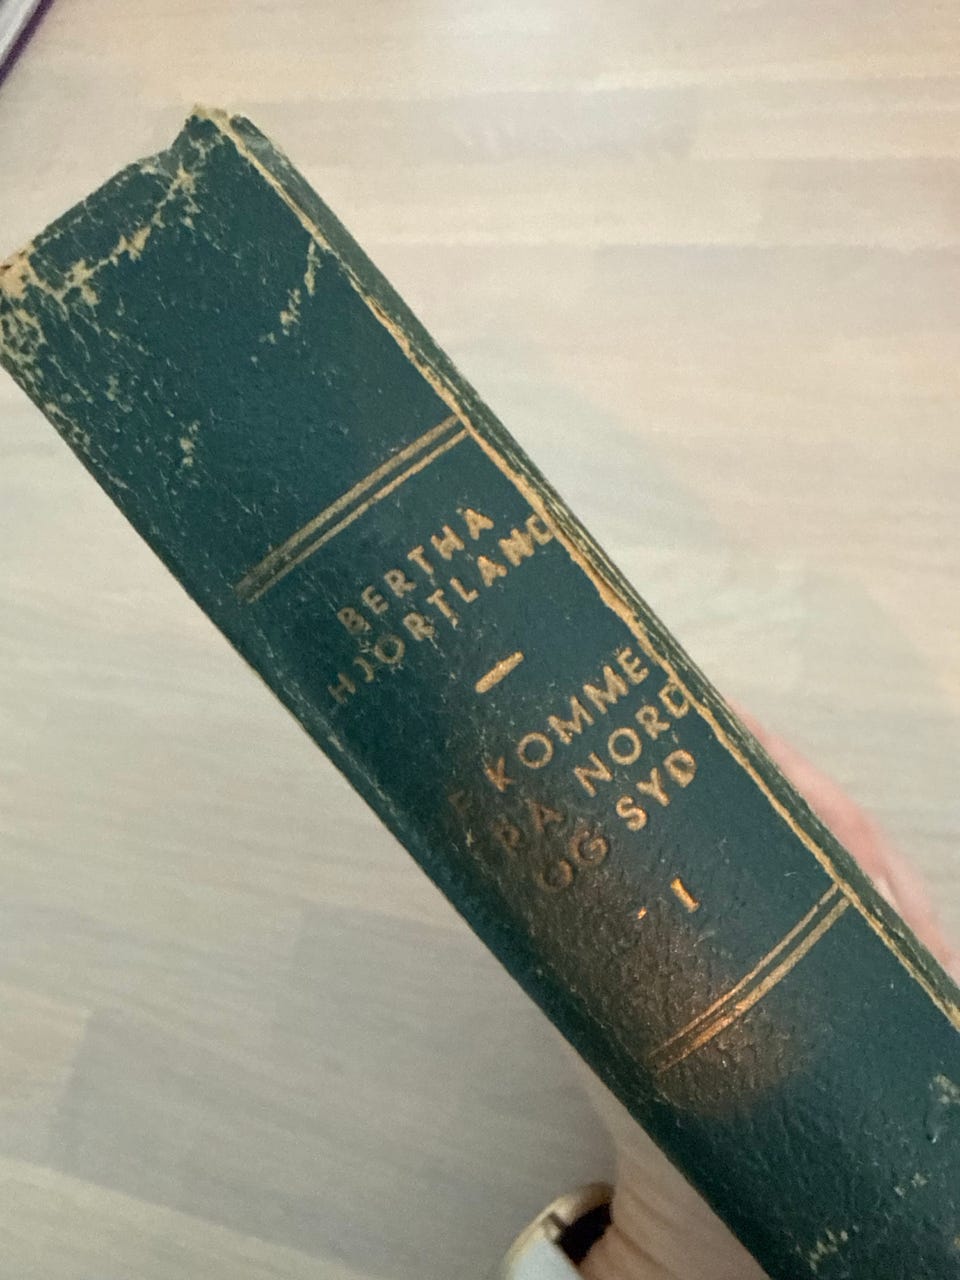 BERTHA
HJORTLAND
KOMME
FRA NORD
OG SYD
I